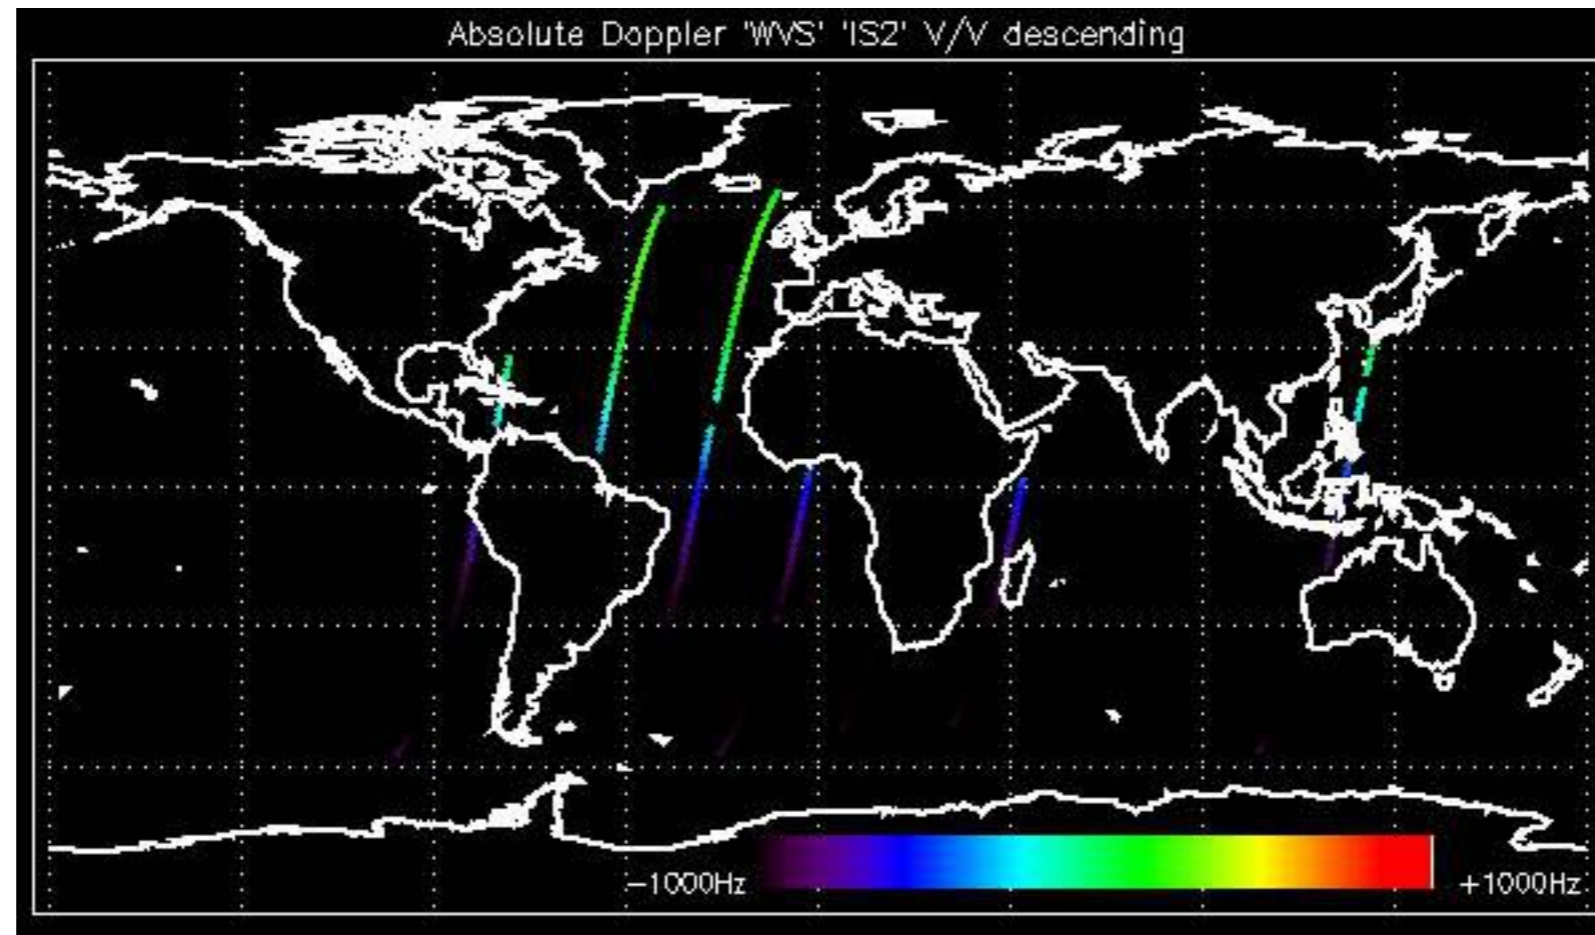 Absolute Doppler 'WVS' 'IS2' V/V descending
-1000Hz
+1000Hz